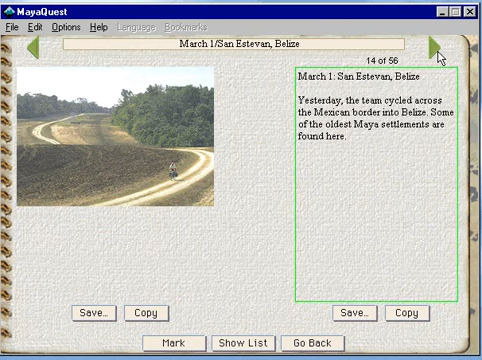 MayaQuest
File Edit Options Help Language Bookmarks
March 1/San Estevan, Belize
14 of 56
March 1: San Estevan, Belize
Yesterday, the team cycled across
the Mexican border into Belize. Some
of the oldest Maya settlements are
found here.
Save... Copy Save... Copy
Mark Show List Go Back